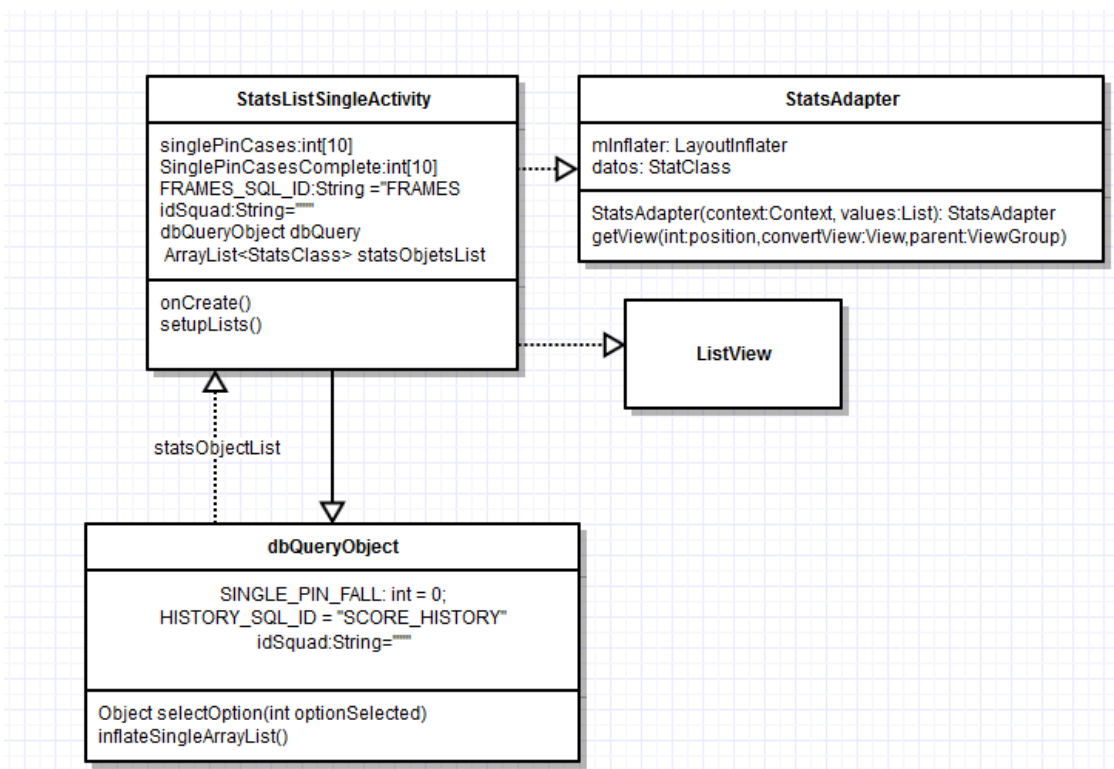 StatsListSingleActivity
singlePinCases:int[10]
SinglePinCasesComplete:int[10]
FRAMES_SQL_ID:String ="FRAMES
idSquad:String=""""
dbQueryObject dbQuery
ArrayList<StatsClass> statsObjetsList
onCreate()
setupLists()
StatsAdapter
mInflater: LayoutInflater
datos: StatClass
StatsAdapter(context:Context, values:List): StatsAdapter
getView(int:position,convertView:View,parent:ViewGroup)
ListView
statsObjectList
dbQueryObject
SINGLE_PIN_FALL: int = 0;
HISTORY_SQL_ID = "SCORE_HISTORY"
idSquad:String=""""
Object selectOption(int optionSelected)
inflateSingleArrayList()